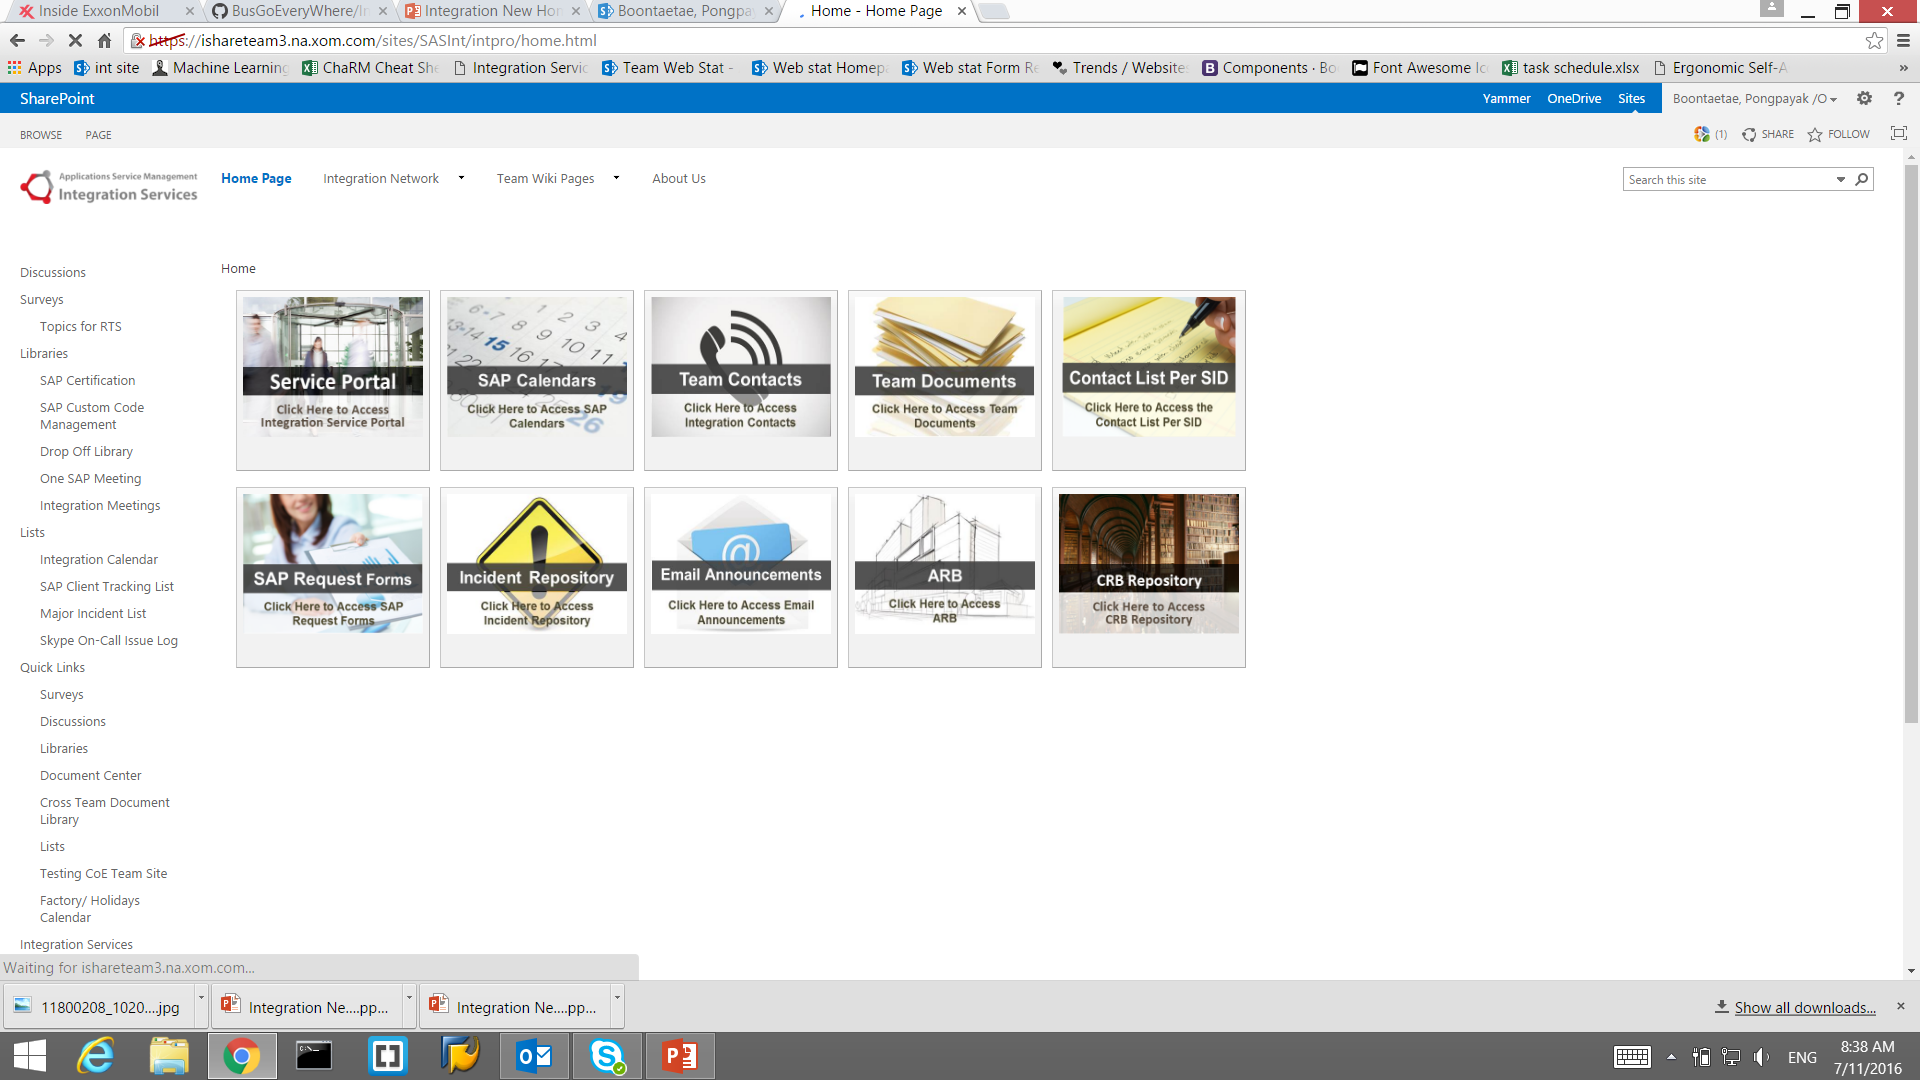 Inside ExxonMobil
BusGoEveryWhere/In
Integration New Hom
Boontaetae, Pongpay
Home - Home Page
https://ishareteam3.na.xom.com/sites/SASInt/intpro/home.html
Apps
int site
Machine Learning
ChaRM Cheat She
Integration Servic
Team Web Stat -
Web stat Homep
Web stat Form Re
Trends / Website
Components · Bo
Font Awesome Ic
task schedule.xlsx
Ergonomic Self-A
»
SharePoint
Yammer
OneDrive
Sites
Boontaetae, Pongpayak /O
?
BROWSE
PAGE
(1)
SHARE
FOLLOW
Applications Service Management
Integration Services
Home Page
Integration Network
Team Wiki Pages
About Us
Search this site
Home
Discussions
Surveys
Topics for RTS
Libraries
SAP Certification
SAP Custom Code
Management
Drop Off Library
One SAP Meeting
Integration Meetings
Lists
Integration Calendar
SAP Client Tracking List
Major Incident List
Skype On-Call Issue Log
Quick Links
Surveys
Discussions
Libraries
Document Center
Cross Team Document
Library
Lists
Testing CoE Team Site
Factory/ Holidays
Calendar
Integration Services
Service Portal
Click Here to Access
Integration Service Portal
SAP Calendars
Click Here to Access SAP
Calendars
Team Contacts
Click Here to Access
Integration Contacts
Team Documents
Click Here to Access Team
Documents
Contact List Per SID
Click Here to Access the
Contact List Per SID
SAP Request Forms
Click Here to Access SAP
Request Forms
Incident Repository
Click Here to Access
Incident Repository
Email Announcements
Click Here to Access Email
Announcements
ARB
Click Here to Access
ARB
CRB Repository
Click Here to Access
CRB Repository
Waiting for ishareteam3.na.xom.com...
11800208_1020....jpg
Integration Ne....pp...
Integration Ne....pp...
Show all downloads...
ENG
8:38 AM
7/11/2016